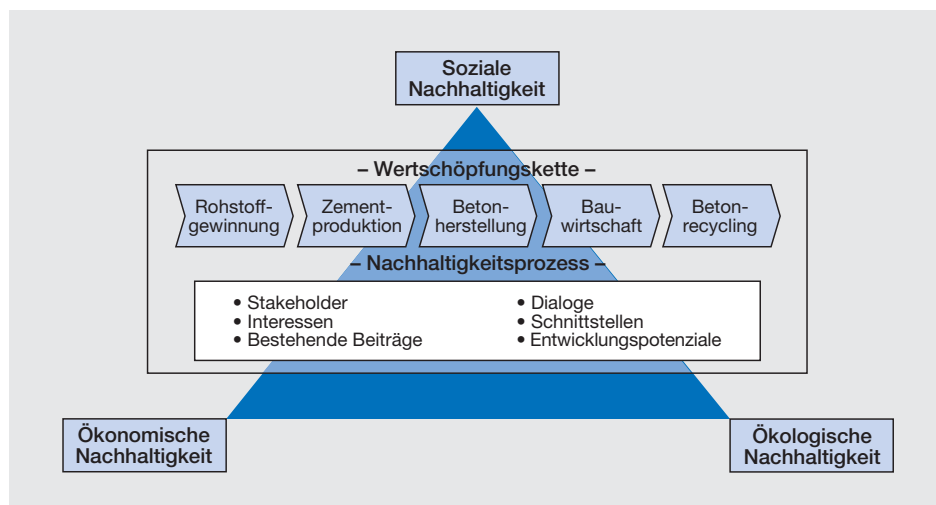 Soziale
Nachhaltigkeit
– Wertschöpfungskette –
Rohstoff-
gewinnung
Zement-
produktion
Beton-
herstellung
Bau-
wirtschaft
Beton-
recycling
– Nachhaltigkeitsprozess –
• Stakeholder
• Interessen
• Bestehende Beiträge
• Dialoge
• Schnittstellen
• Entwicklungspotenziale
Ökonomische
Nachhaltigkeit
Ökologische
Nachhaltigkeit